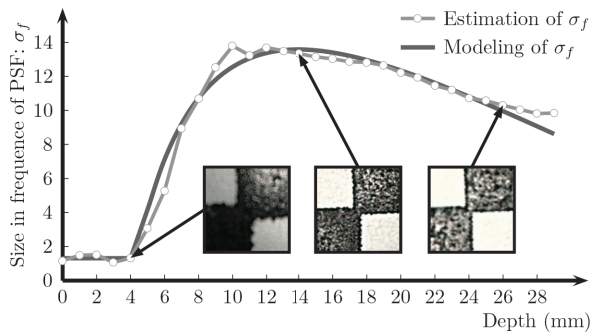 Estimation of σf
Modeling of σf
Size in frequence of PSF: σf
14
12
10
8
6
4
2
0
0 2 4 6 8 10 12 14 16 18 20 22 24 26 28
Depth (mm)